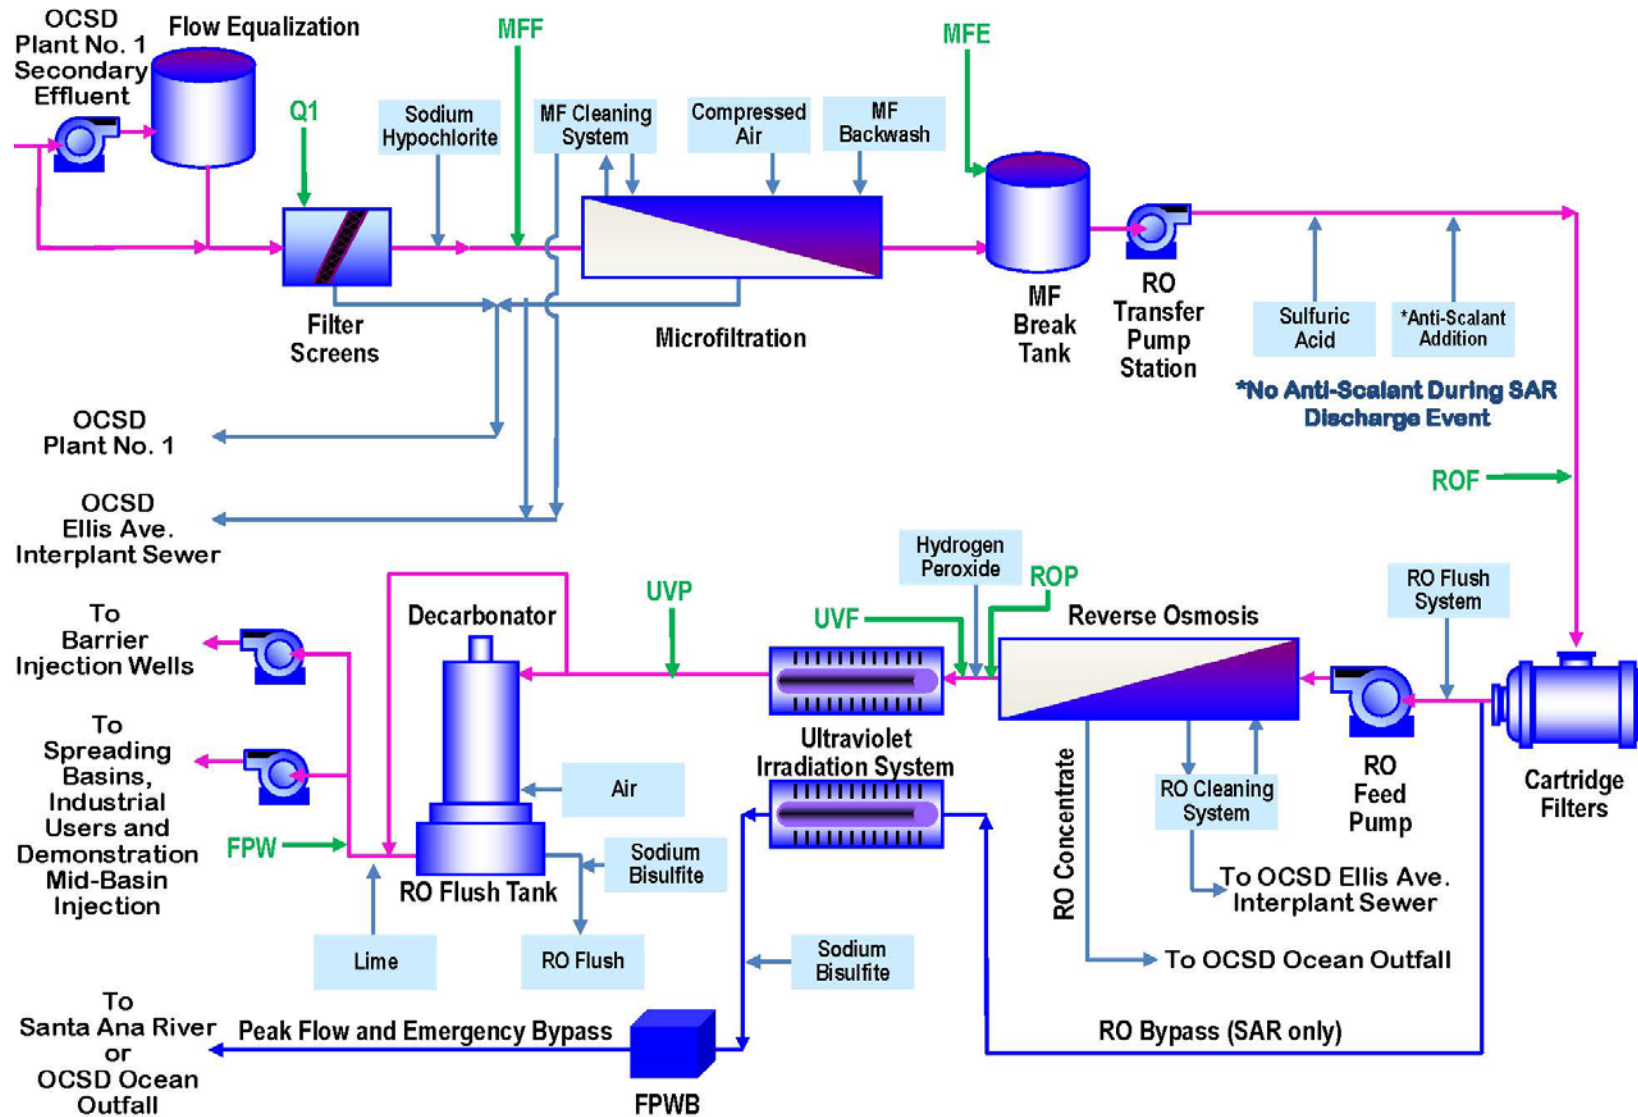 OCSD
Plant No. 1
Secondary
Effluent
Flow Equalization
Q1
MFF
MFE
Sodium
Hypochlorite
MF Cleaning
System
Compressed
Air
MF
Backwash
Filter
Screens
Microfiltration
MF
Break
Tank
RO
Transfer
Pump
Station
Sulfuric
Acid
*Anti-Scalant
Addition
*No Anti-Scalant During SAR
Discharge Event
OCSD
Plant No. 1
OCSD
Ellis Ave.
Interplant Sewer
ROF
To
Barrier
Injection Wells
Decarbonator
UVP
UVF
Hydrogen
Peroxide
ROP
Reverse Osmosis
RO Flush
System
To
Spreading
Basins,
Industrial
Users and
Demonstration
Mid-Basin
Injection
FPW
Air
Ultraviolet
Irradiation System
RO Concentrate
RO Cleaning
System
RO
Feed
Pump
Cartridge
Filters
RO Flush Tank
Sodium
Bisulfite
To OCSD Ellis Ave.
Interplant Sewer
Lime
RO Flush
Sodium
Bisulfite
To OCSD Ocean Outfall
To
Santa Ana River
or
OCSD Ocean
Outfall
Peak Flow and Emergency Bypass
FPWB
RO Bypass (SAR only)